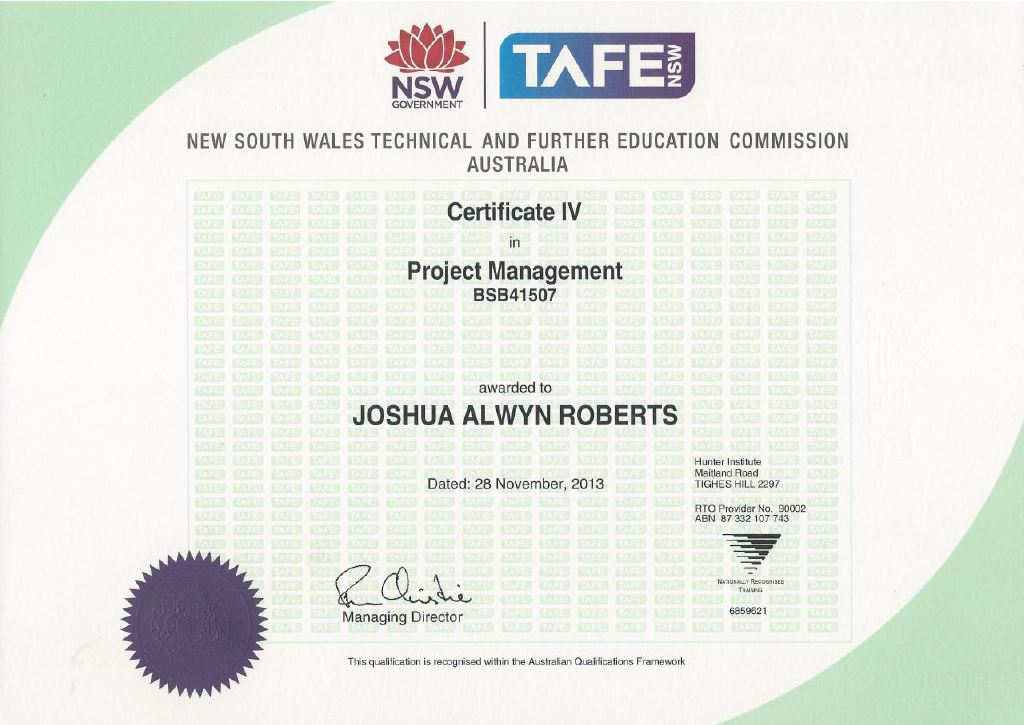 NSW
GOVERNMENT
TAFE NSW
NEW SOUTH WALES TECHNICAL AND FURTHER EDUCATION COMMISSION
AUSTRALIA
Certificate IV
in
Project Management
BSB41507
awarded to
JOSHUA ALWYN ROBERTS
Dated: 28 November, 2013
Hunter Institute
Maitland Road
TIGHES HILL 2297
RTO Provider No. 90002
ABN 87 332 107 743
NATIONALLY RECOGNISED
TRAINING
6859621
R Christie
Managing Director
This qualification is recognised within the Australian Qualifications Framework